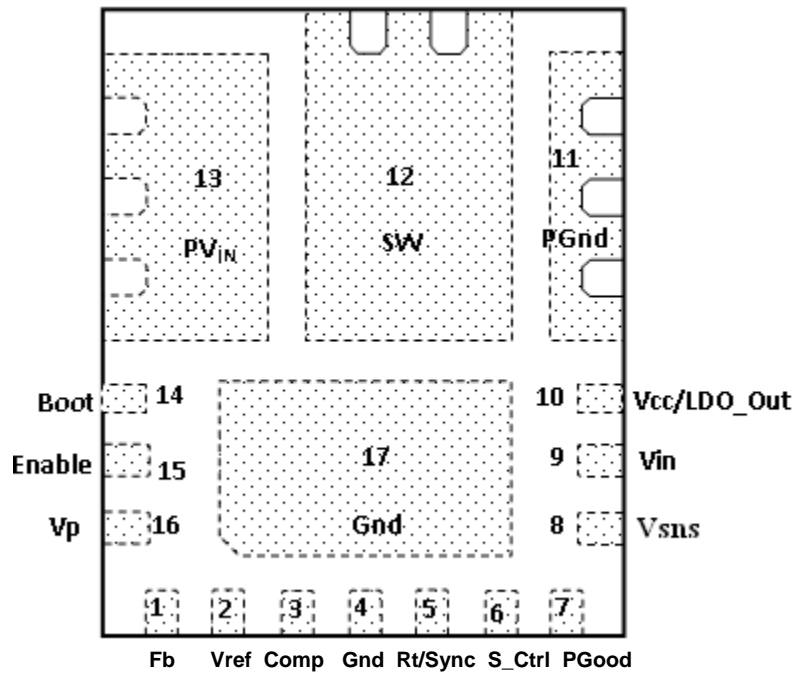 13
PVIN
12
SW
11
PGnd
Boot 14
10 Vcc/LDO_Out
Enable 15
17
Gnd
9 Vin
Vp 16
8 Vsns
1 2 3 4 5 6 7
Fb Vref Comp Gnd Rt/Sync S_Ctrl PGood